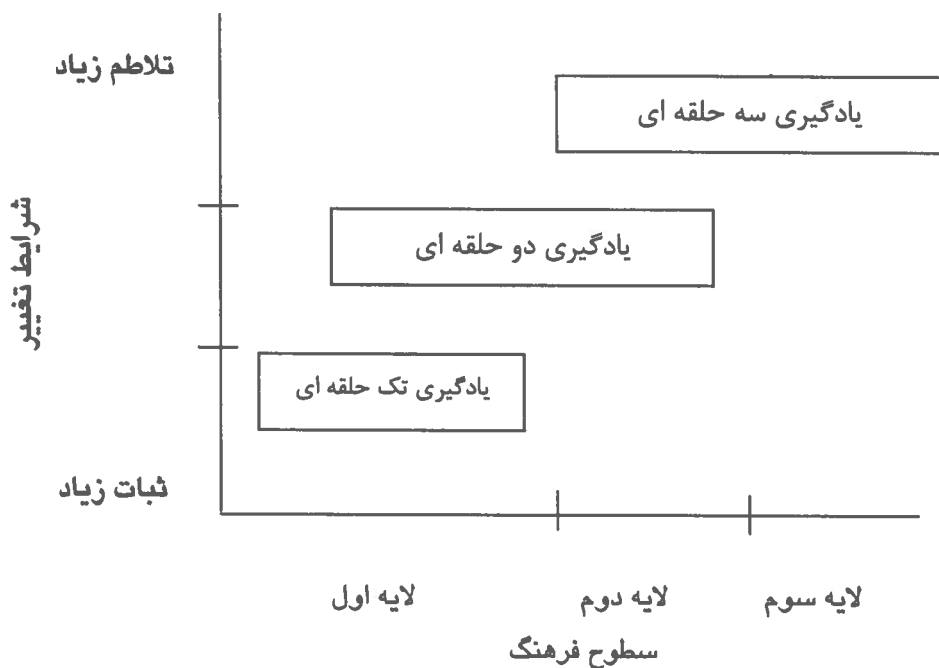 تلاطم زیاد
یادگیری سه حلقه ای
شرایط تغییر
یادگیری دو حلقه ای
یادگیری تک حلقه ای
ثبات زیاد
لایه اول
لایه دوم
لایه سوم
سطوح فرهنگ